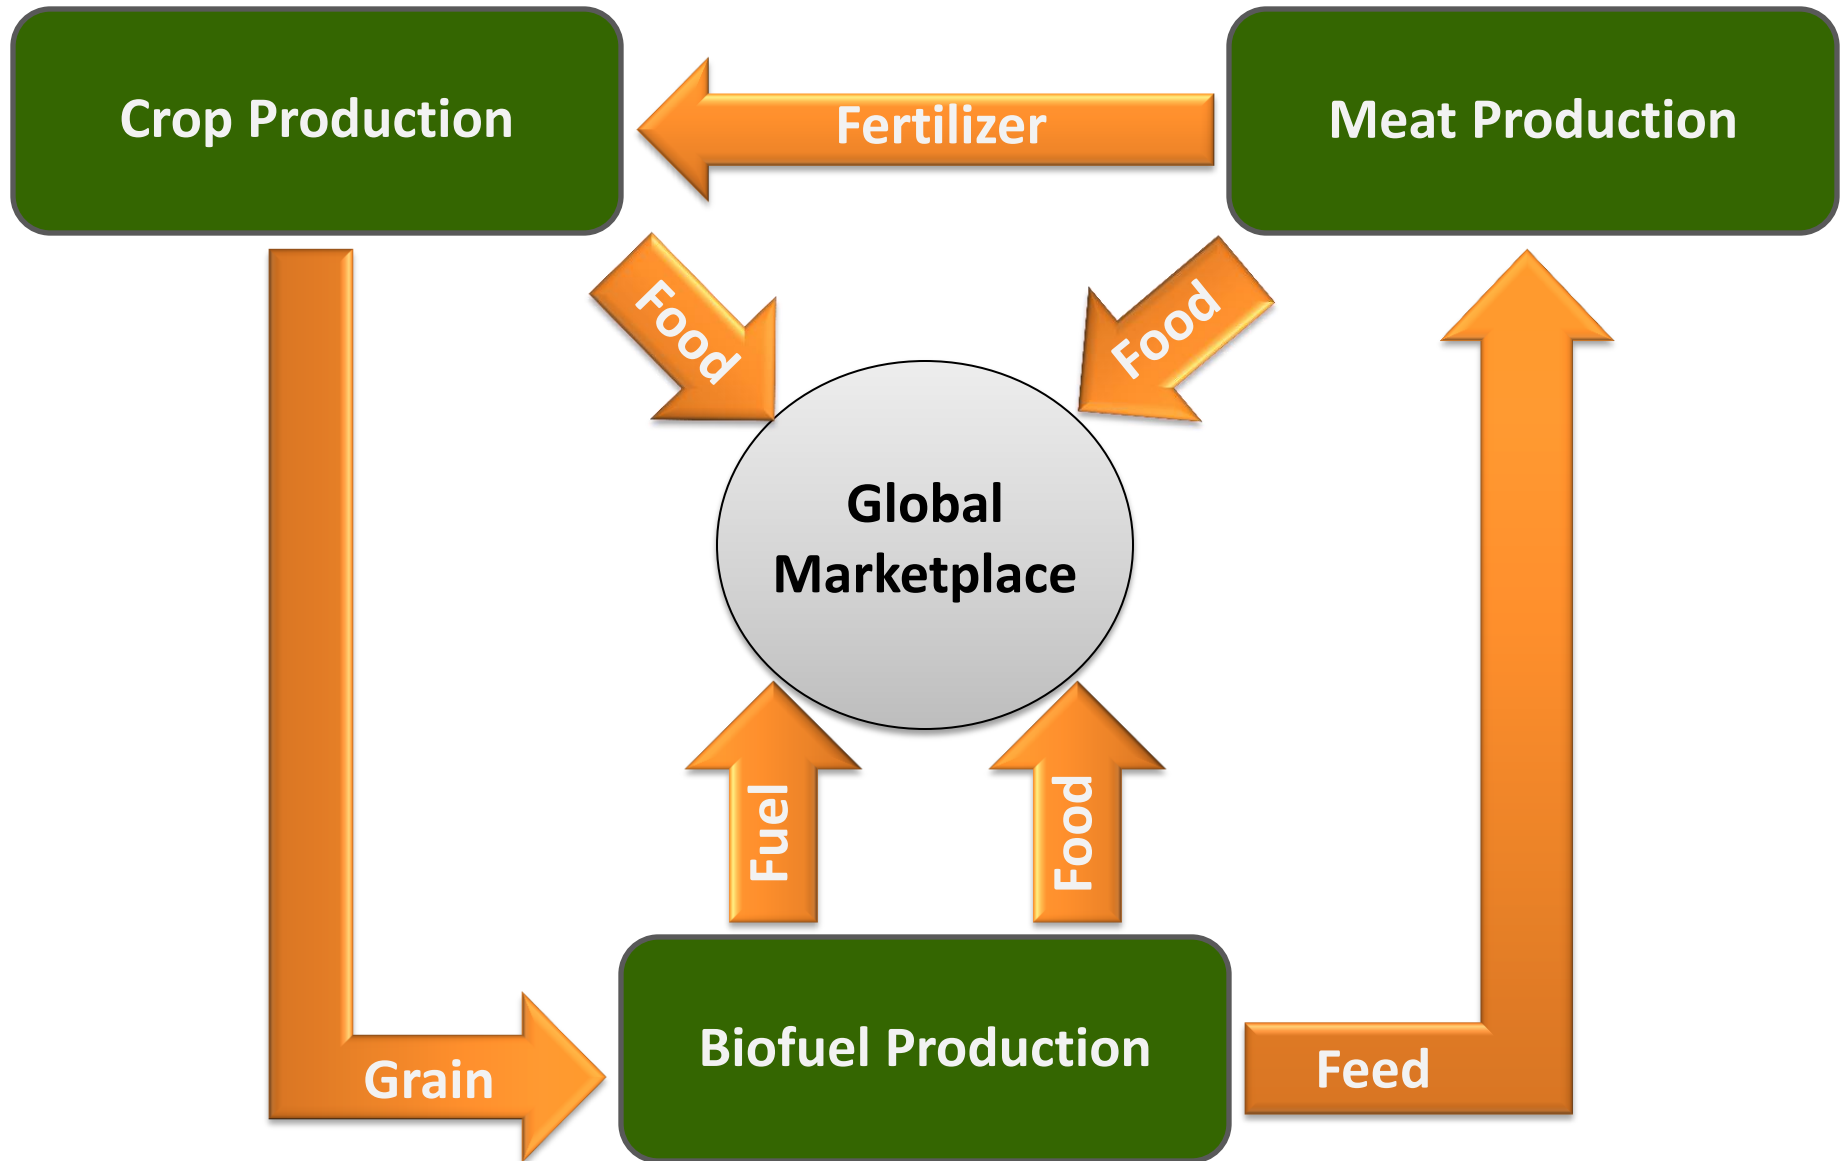 Crop Production
Fertilizer
Meat Production
Food
Food
Global
Marketplace
Fuel
Food
Grain
Biofuel Production
Feed